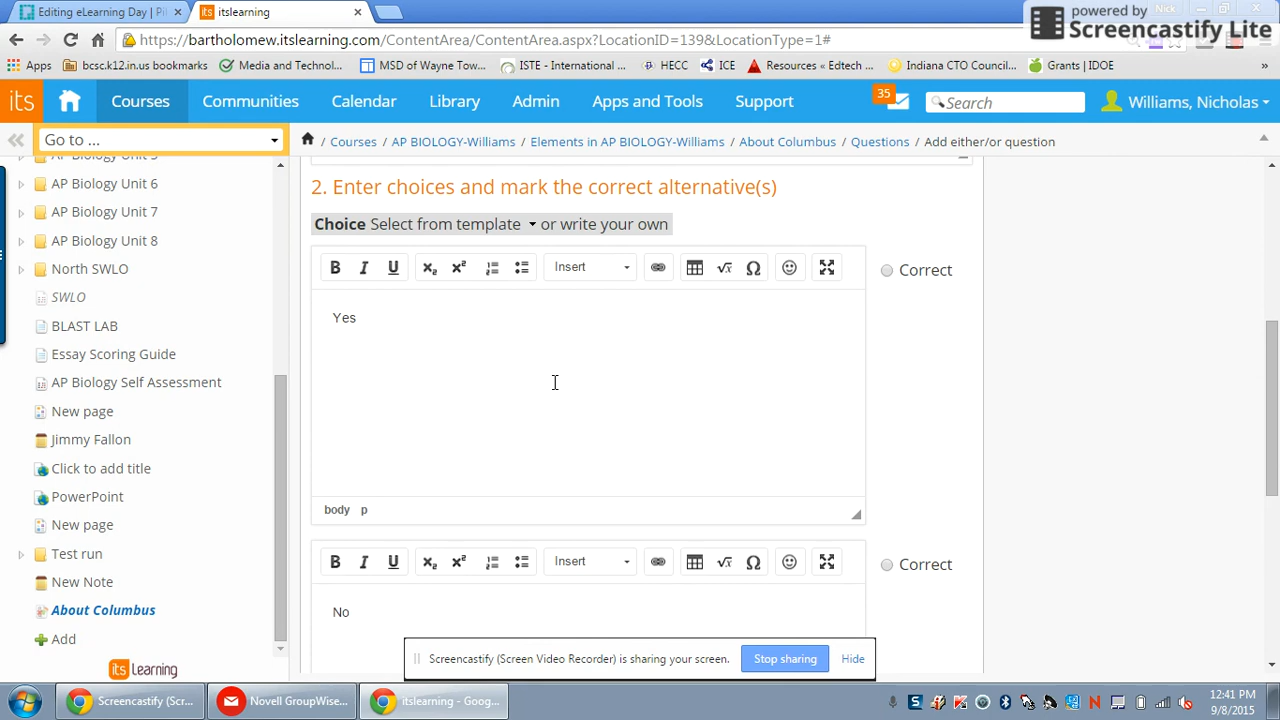 Editing eLearning Day | Pi
itslearning
Nick
powered by
Screencastify Lite
https://bartholomew.itslearning.com/ContentArea
.aspx?LocationID=139&LocationType=1#
Apps
bcsc.k12.in.us bookmarks
Media and Technol...
MSD of Wayne Tow...
ISTE - International ...
HECC
ICE
Resources « Edtech ...
Indiana CTO Council...
Grants | IDOE
»
its
Courses
Communities
Calendar
Library
Admin
Apps and Tools
Support
35
Search
Williams, Nicholas
Go to ...
Courses / AP BIOLOGY-Williams / Elements in AP BIOLOGY-Williams / About Columbus / Questions / Add either/or question
AP Biology Unit 5
AP Biology Unit 6
AP Biology Unit 7
AP Biology Unit 8
North SWLO
SWLO
BLAST LAB
Essay Scoring Guide
AP Biology Self Assessment
New page
Jimmy Fallon
Click to add title
PowerPoint
New page
Test run
New Note
About Columbus
Add
itslearning
2. Enter choices and mark the correct alternative(s)
Choice Select from template or write your own
B I U x₂ x² Insert √x Ω
Correct
Yes
body p
B I U x₂ x² Insert √x Ω
Correct
No
Screencastify (Screen Video Recorder) is sharing your screen.
Stop sharing
Hide
Screencastify (Scr...
Novell GroupWise...
itslearning - Goog...
12:41 PM
9/8/2015